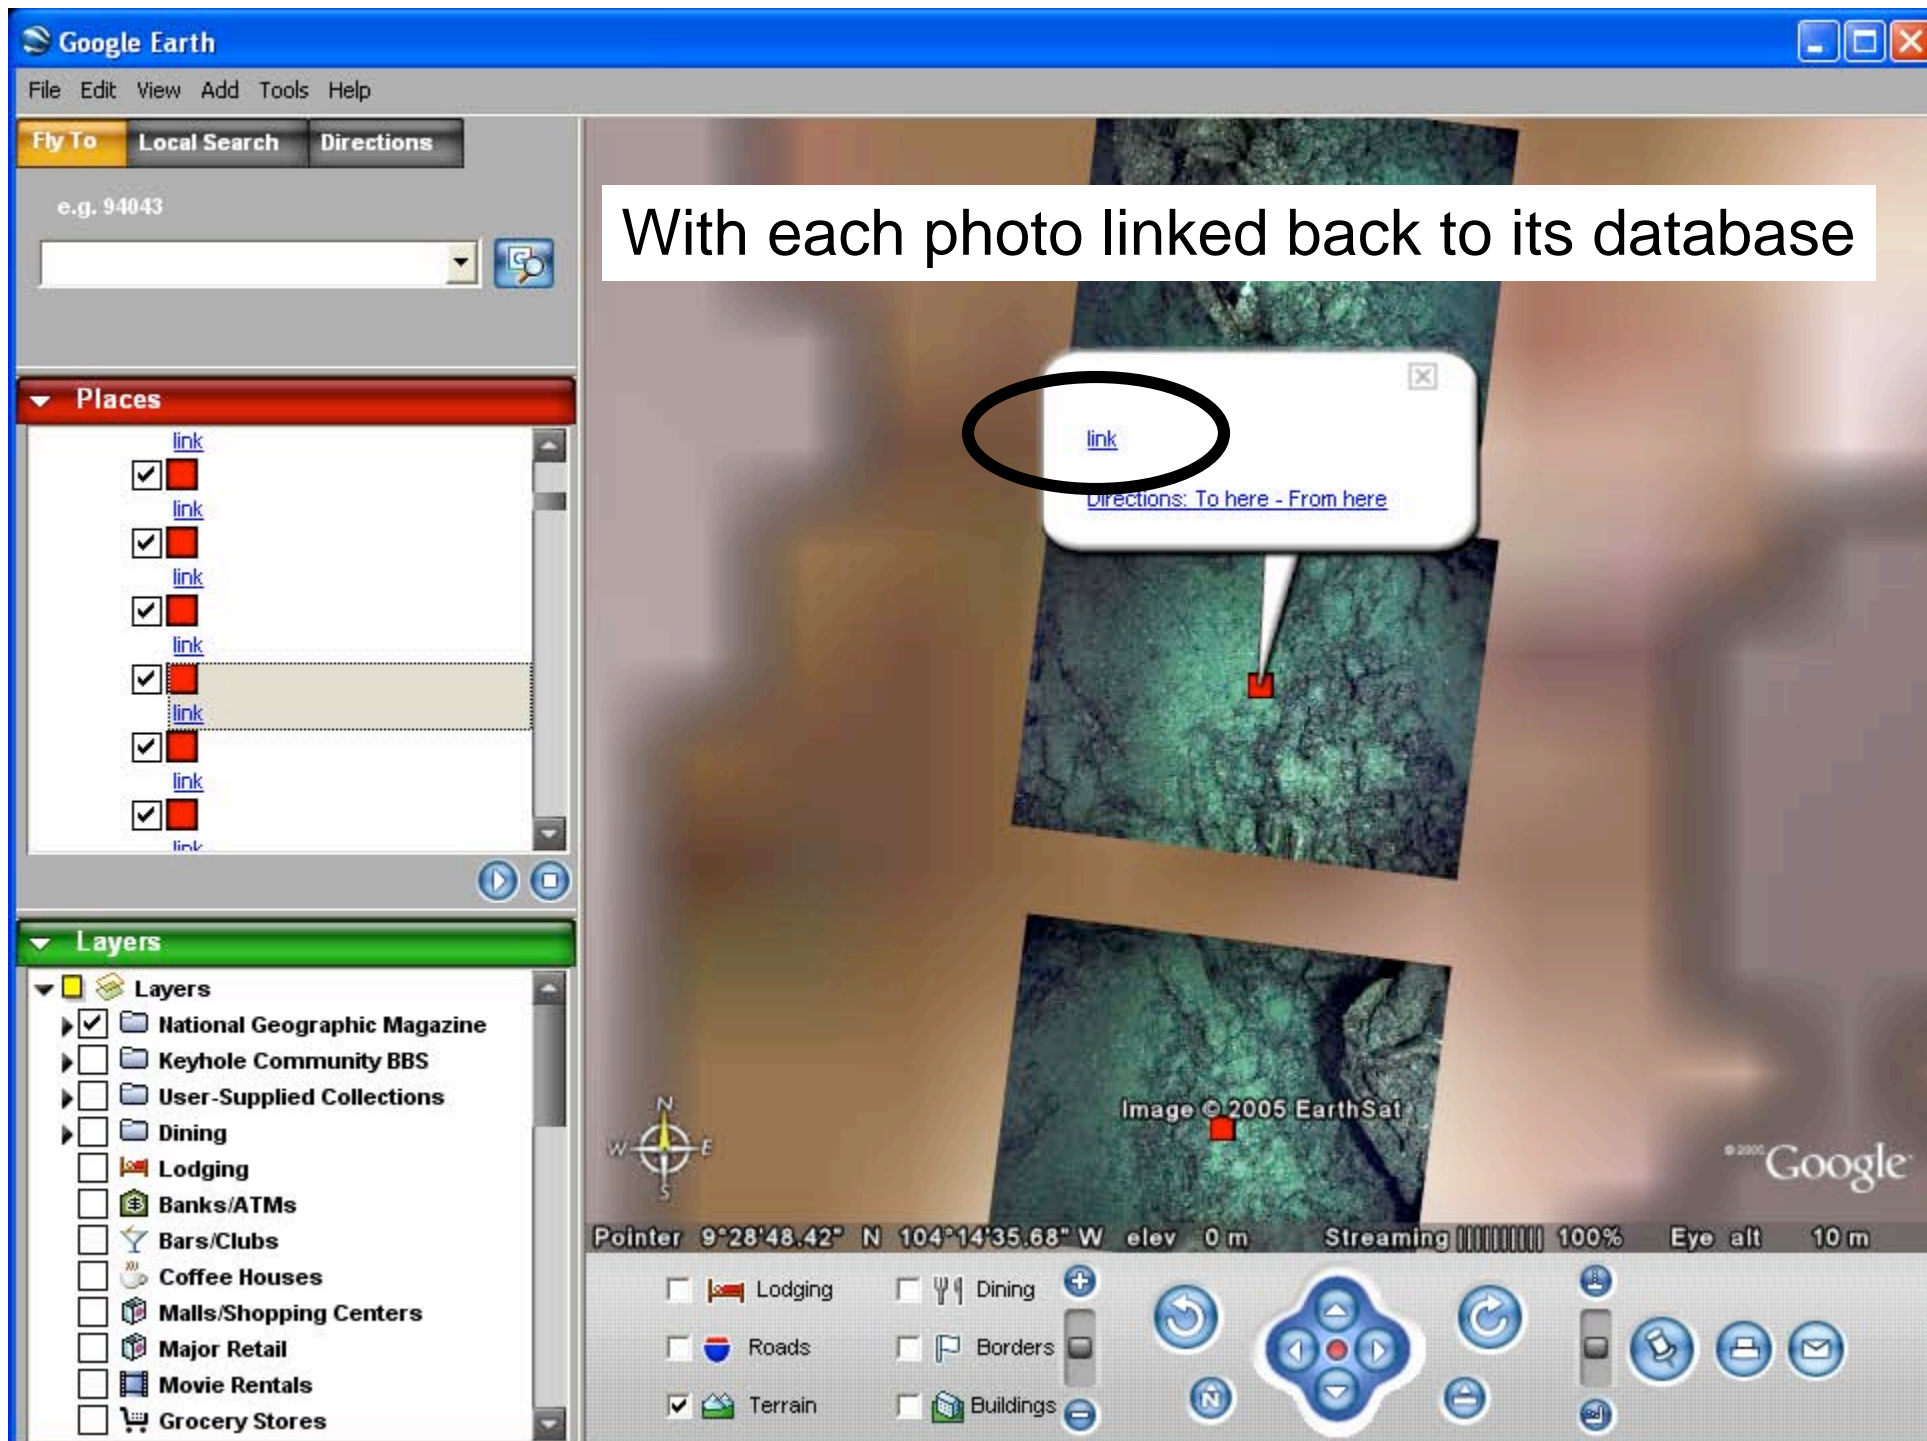 Google Earth
File Edit View Add Tools Help
Fly To Local Search Directions
e.g. 94043
With each photo linked back to its database
Places
link
link
link
link
link
link
link
link
Directions: To here - From here
Layers
Layers
National Geographic Magazine
Keyhole Community BBS
User-Supplied Collections
Dining
Lodging
Banks/ATMs
Bars/Clubs
Coffee Houses
Malls/Shopping Centers
Major Retail
Movie Rentals
Grocery Stores
N
W E
S
Image © 2005 EarthSat
© 2005 Google
Pointer 9°28'48.42" N 104°14'35.68" W elev 0 m Streaming |||||||||| 100% Eye alt 10 m
Lodging Dining
Roads Borders
Terrain Buildings
N